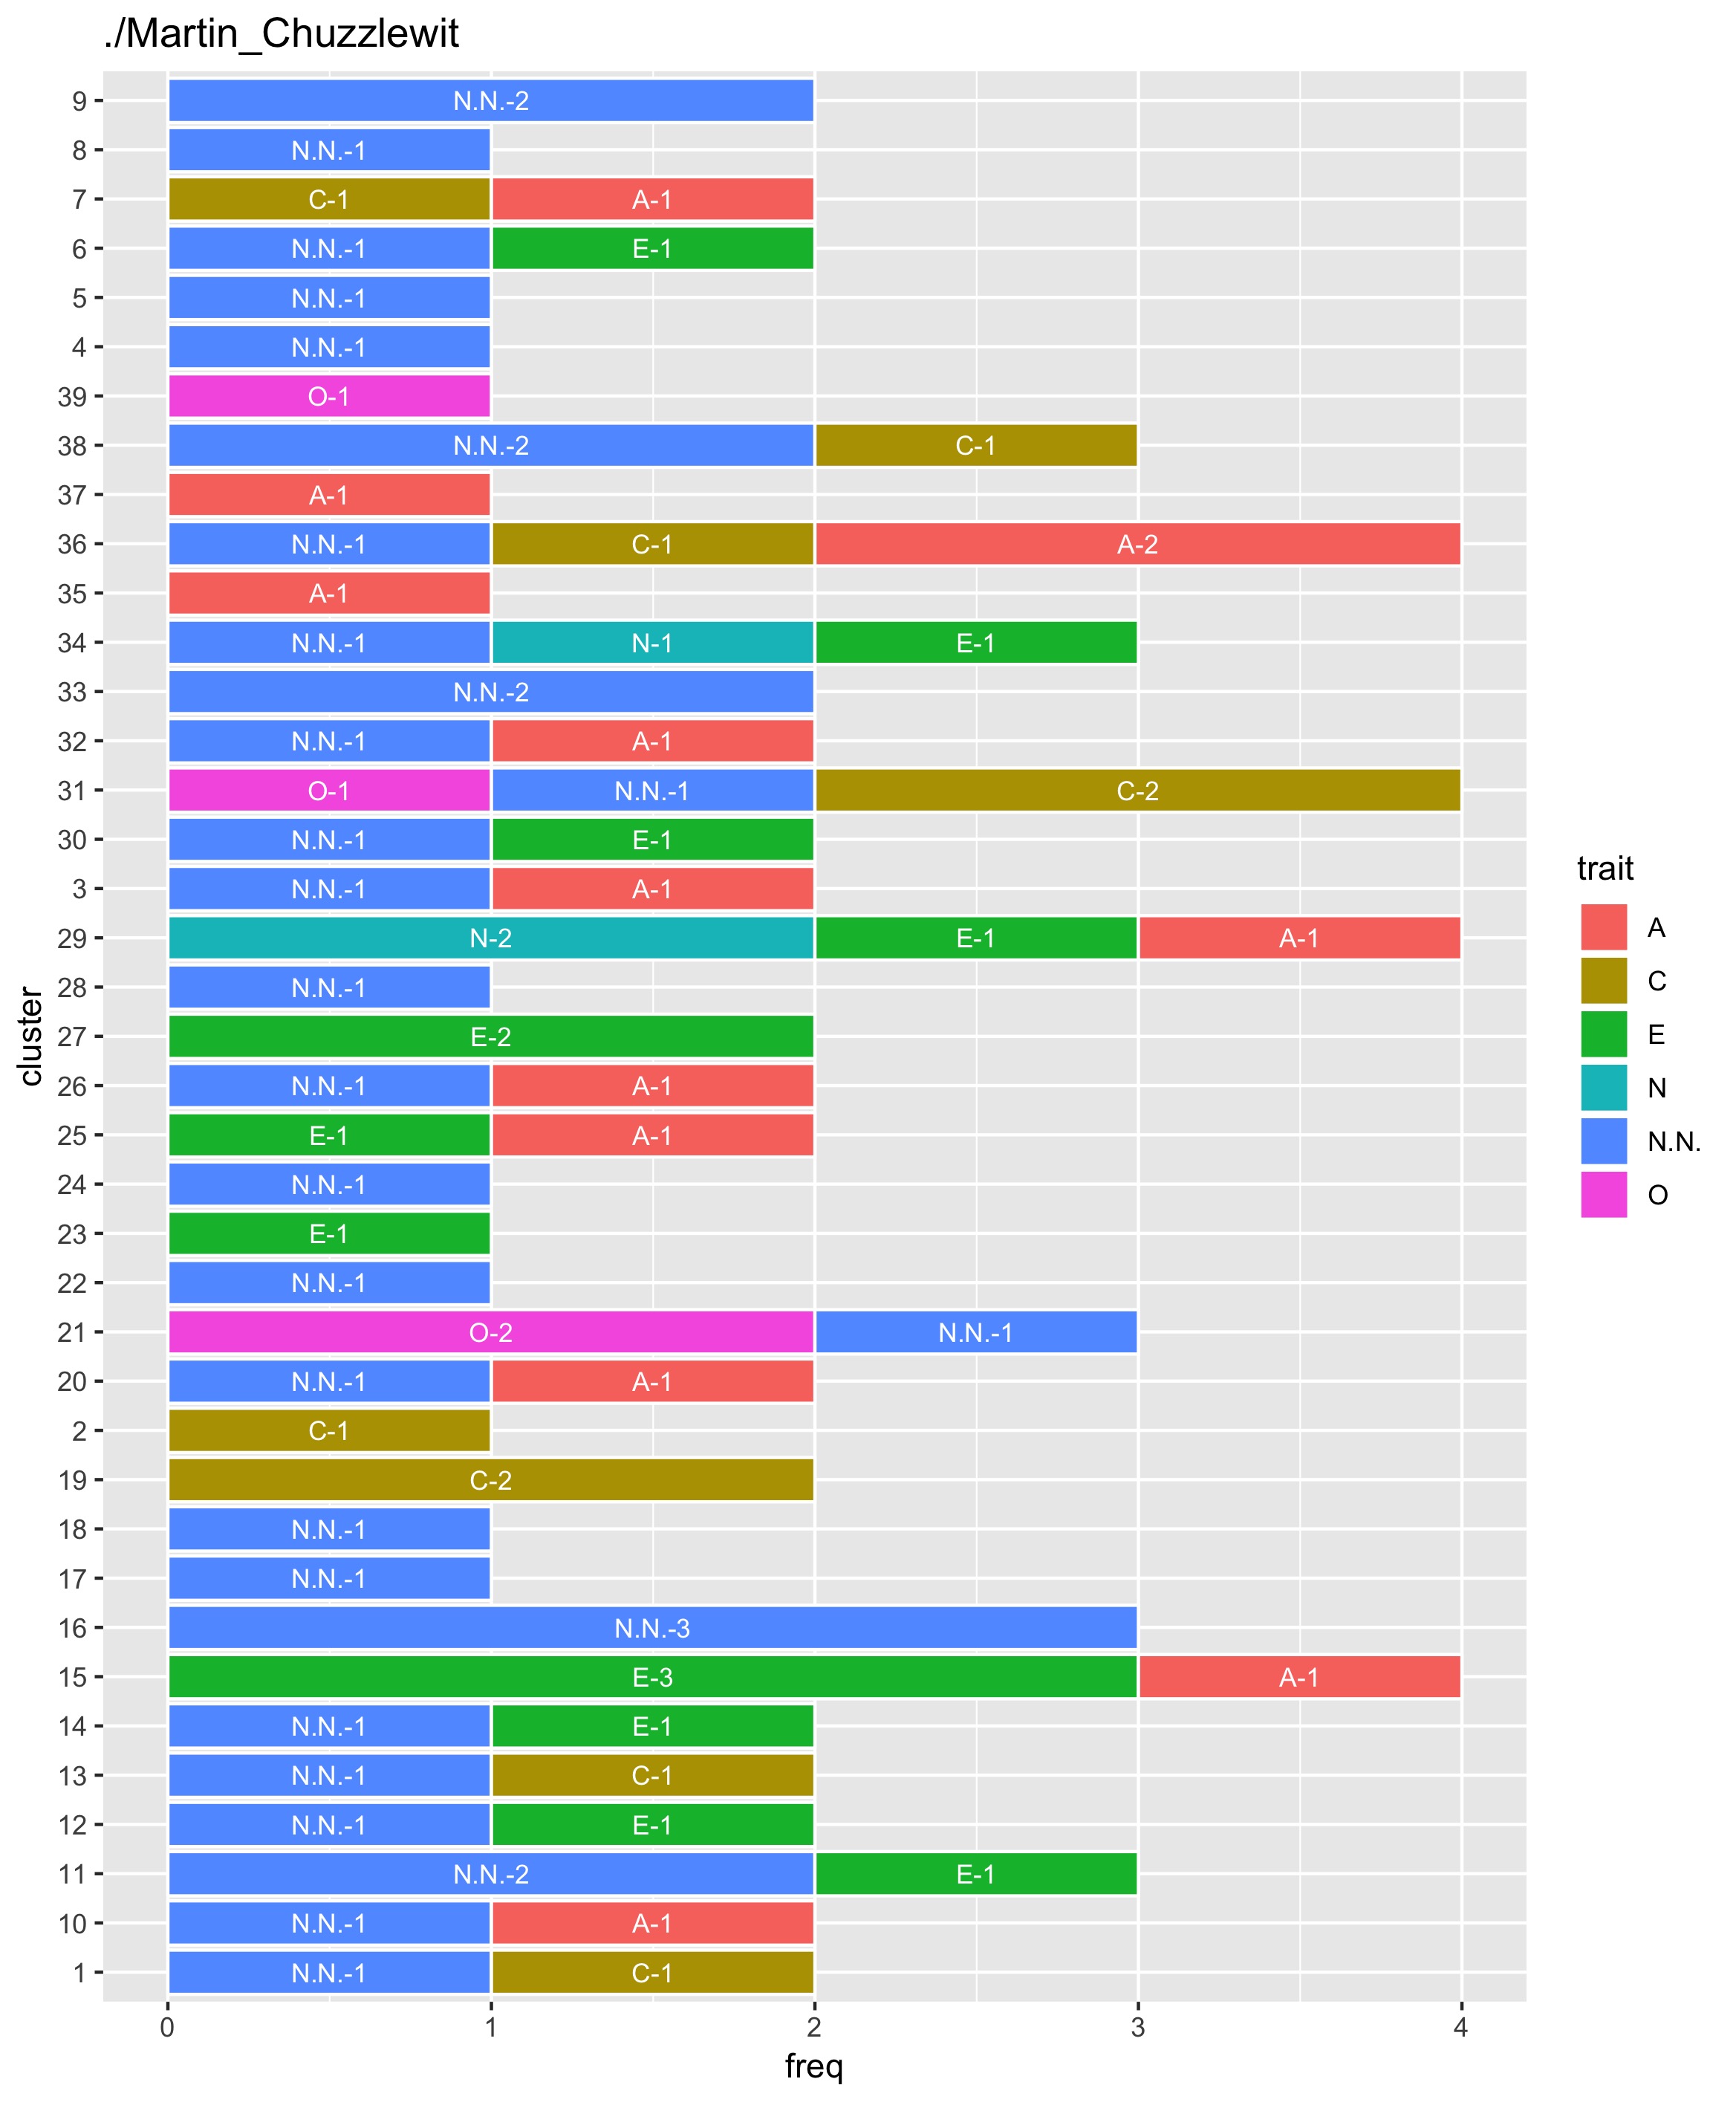 ./Martin_Chuzzlewit
9 N.N.-2
8 N.N.-1
7 C-1 A-1
6 N.N.-1 E-1
5 N.N.-1
4 N.N.-1
39 O-1
38 N.N.-2 C-1
37 A-1
36 N.N.-1 C-1 A-2
35 A-1
34 N.N.-1 N-1 E-1
33 N.N.-2
32 N.N.-1 A-1
31 O-1 N.N.-1 C-2
30 N.N.-1 E-1
3 N.N.-1 A-1
29 N-2 E-1 A-1
28 N.N.-1
27 E-2
26 N.N.-1 A-1
25 E-1 A-1
24 N.N.-1
23 E-1
22 N.N.-1
21 O-2 N.N.-1
20 N.N.-1 A-1
2 C-1
19 C-2
18 N.N.-1
17 N.N.-1
16 N.N.-3
15 E-3 A-1
14 N.N.-1 E-1
13 N.N.-1 C-1
12 N.N.-1 E-1
11 N.N.-2 E-1
10 N.N.-1 A-1
1 N.N.-1 C-1
0 1 2 3 4
freq
cluster
trait
A
C
E
N
N.N.
O